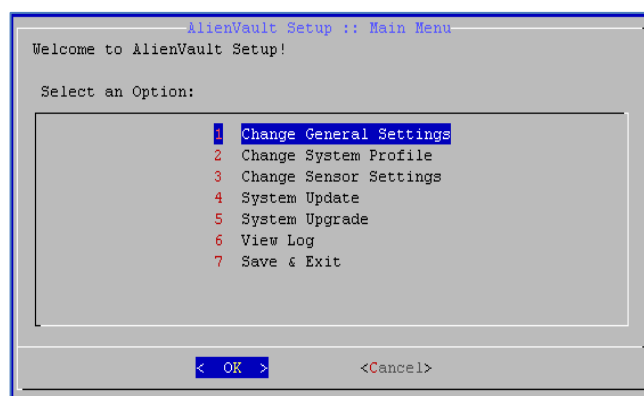 AlienVault Setup :: Main Menu
Welcome to AlienVault Setup!
Select an Option:
1 Change General Settings
2 Change System Profile
3 Change Sensor Settings
4 System Update
5 System Upgrade
6 View Log
7 Save & Exit
< OK > <Cancel>